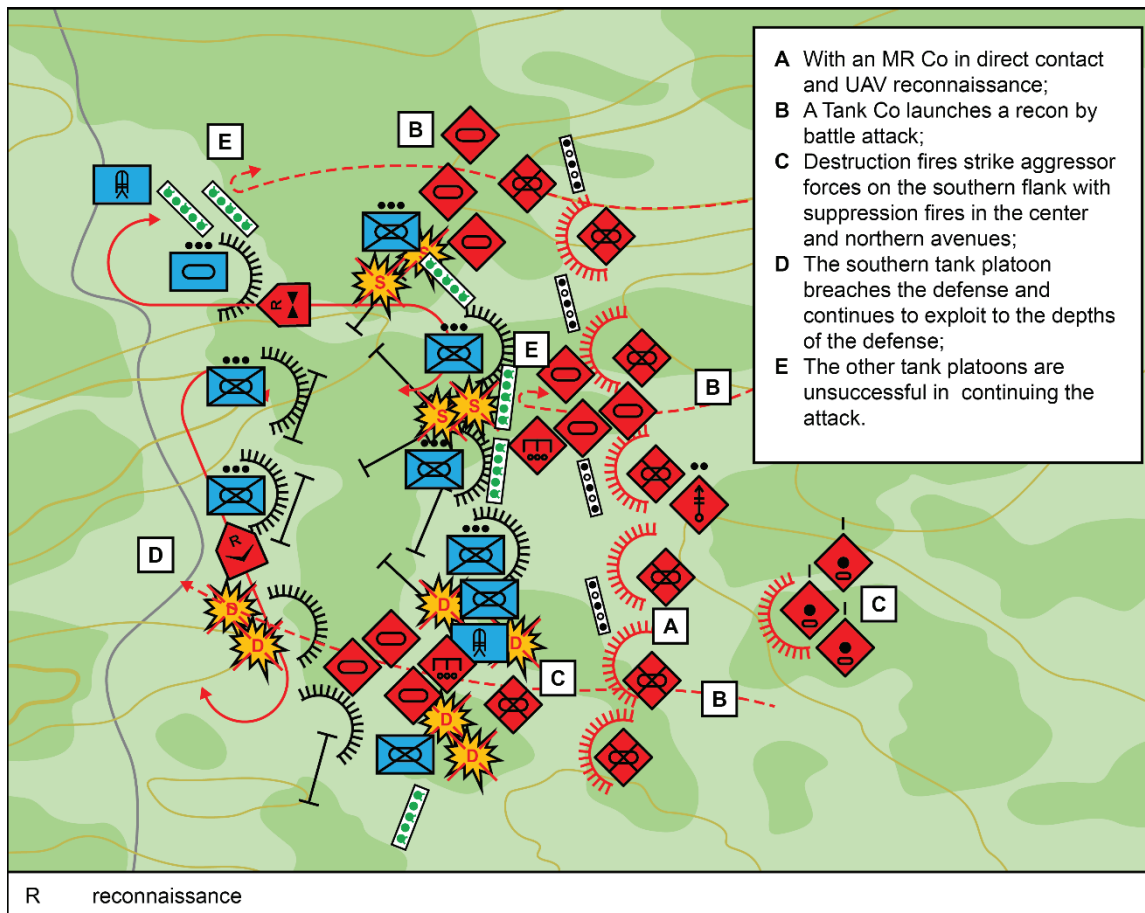 A With an MR Co in direct contact
and UAV reconnaissance;
B A Tank Co launches a recon by
battle attack;
C Destruction fires strike aggressor
forces on the southern flank with
suppression fires in the center
and northern avenues;
D The southern tank platoon
breaches the defense and
continues to exploit to the depths
of the defense;
E The other tank platoons are
unsuccessful in continuing the
attack.
E
B
S
S
R
E
B
S
S
R
D
D
D
D
D
C
A
C
B
D
D
R reconnaissance